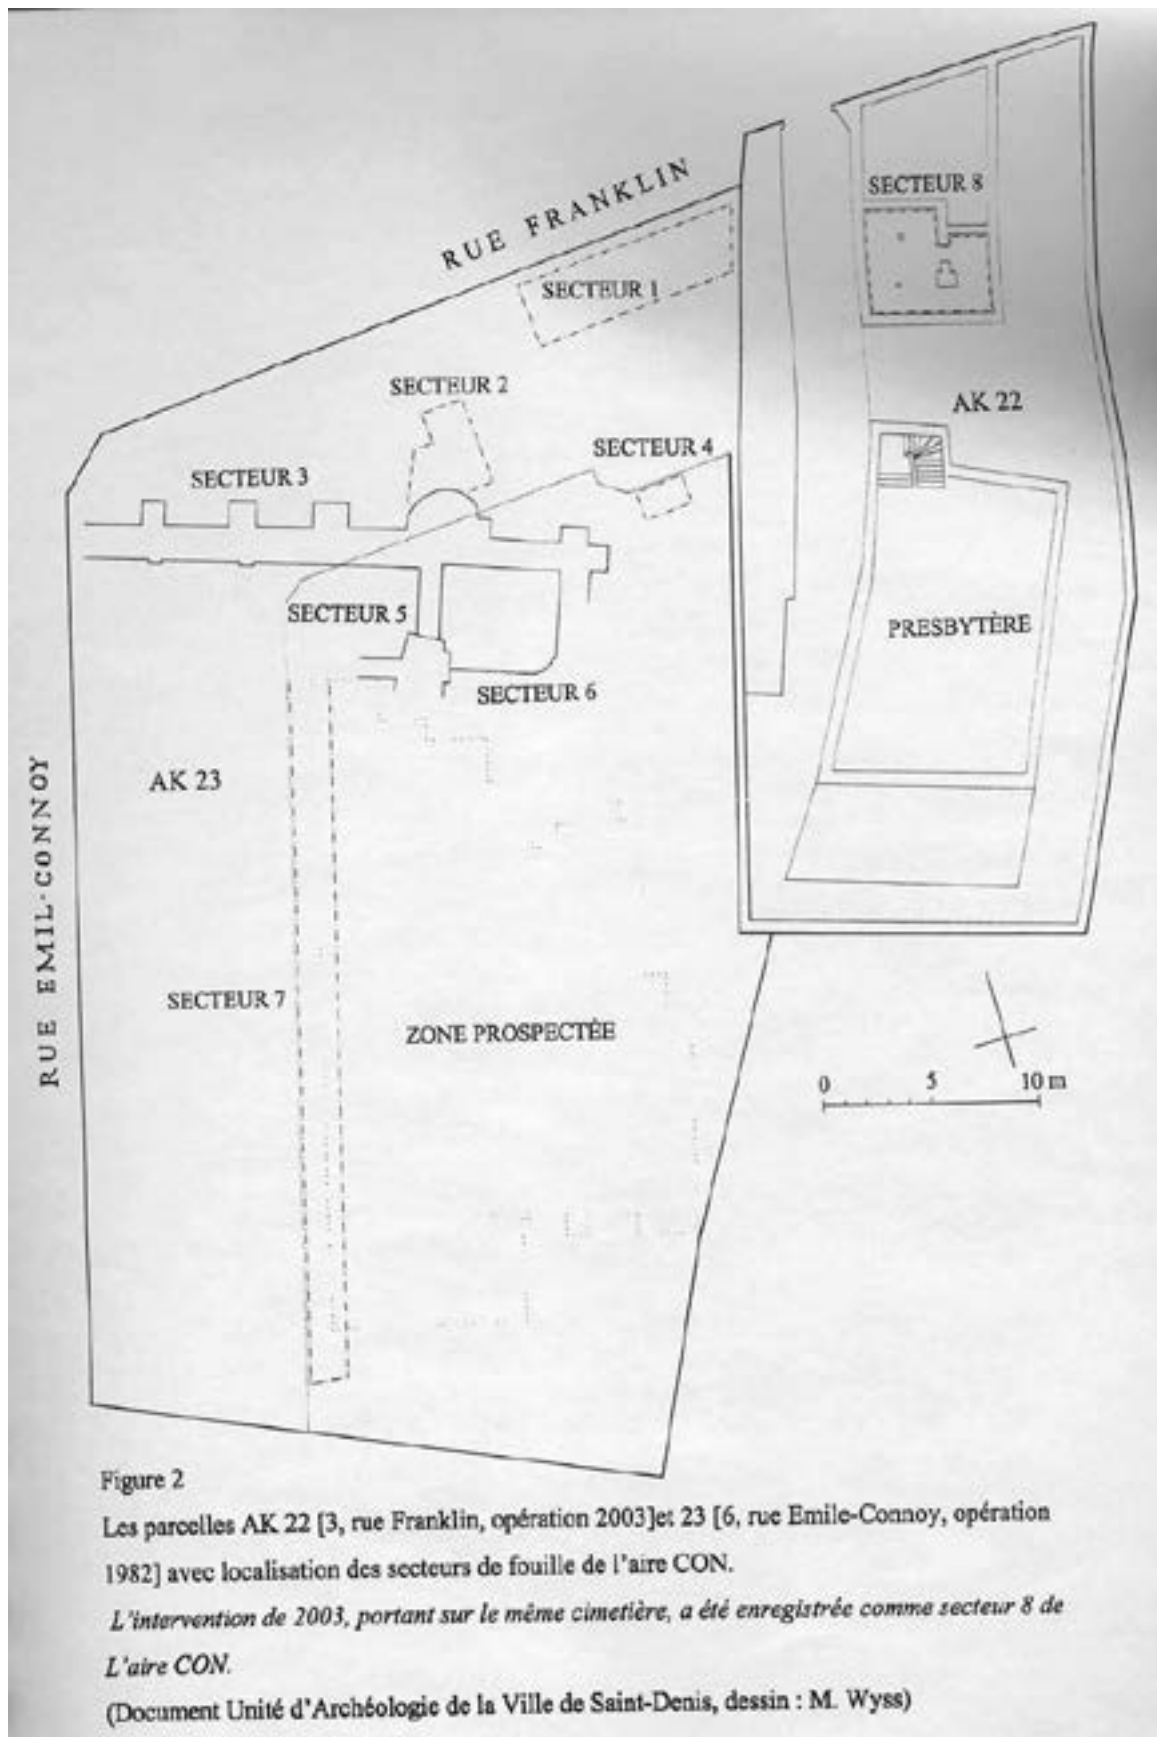 RUE FRANKLIN
SECTEUR 8
SECTEUR 1
SECTEUR 2
AK 22
SECTEUR 4
SECTEUR 3
SECTEUR 5
PRESBYTÈRE
SECTEUR 6
AK 23
RUE EMIL-CONNOY
SECTEUR 7
ZONE PROSPECTÉE
0 5 10 m
Figure 2
Les parcelles AK 22 [3, rue Franklin, opération 2003]et 23 [6, rue Emile-Connoy, opération
1982] avec localisation des secteurs de fouille de l'aire CON.
L'intervention de 2003, portant sur le même cimetière, a été enregistrée comme secteur 8 de
L'aire CON.
(Document Unité d'Archéologie de la Ville de Saint-Denis, dessin : M. Wyss)